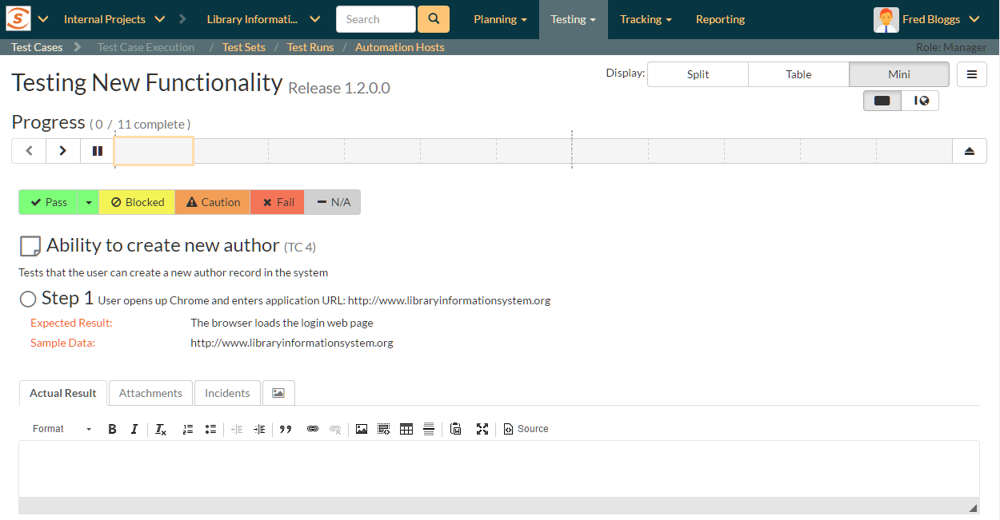 S Internal Projects Library Informati... Search Planning Testing Tracking Reporting Fred Bloggs
Test Cases Test Case Execution / Test Sets / Test Runs / Automation Hosts Role: Manager
Testing New Functionality Release 1.2.0.0 Display: Split Table Mini
Progress ( 0 / 11 complete )
Pass Blocked Caution Fail N/A
Ability to create new author (TC 4)
Tests that the user can create a new author record in the system
Step 1 User opens up Chrome and enters application URL: http://www.libraryinformationsystem.org
Expected Result: The browser loads the login web page
Sample Data: http://www.libraryinformationsystem.org
Actual Result Attachments Incidents
Format B I Tx Source